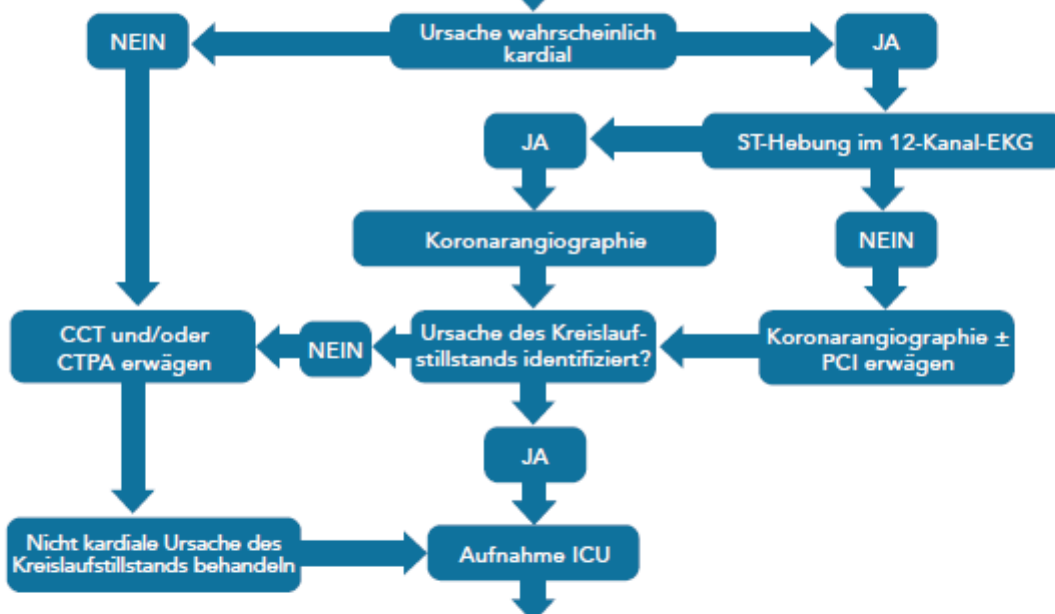 Ursache wahrscheinlich
kardial
NEIN
JA
ST-Hebung im 12-Kanal-EKG
JA
NEIN
Koronarangiographie
Koronarangiographie ±
PCI erwägen
Ursache des Kreislauf-
stillstands identifiziert?
NEIN
CCT und/oder
CTPA erwägen
JA
Nicht kardiale Ursache des
Kreislaufstillstands behandeln
Aufnahme ICU